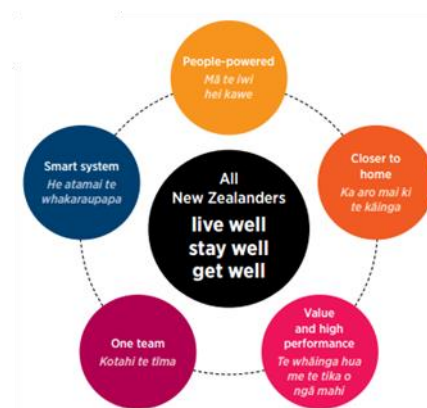 People-powered
Mā te iwi
hei kawe
Closer to
home
Ka aro mai ki
te kāinga
Value
and high
performance
Te whāinga hua
me te tika o
ngā mahi
One team
Kotahi te tīma
Smart system
He atamai te
whakaraupapa
All
New Zealanders
live well
stay well
get well